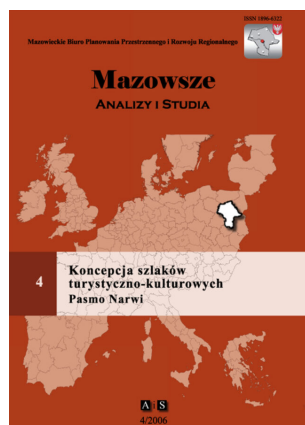 ISSN 1896-6322
Mazowieckie Biuro Planowania Przestrzennego i Rozwoju Regionalnego
Mazowsze
ANALIZY I STUDIA
4
Koncepcja szlaków
turystyczno-kulturowych
Pasmo Narwi
A i S
4/2006